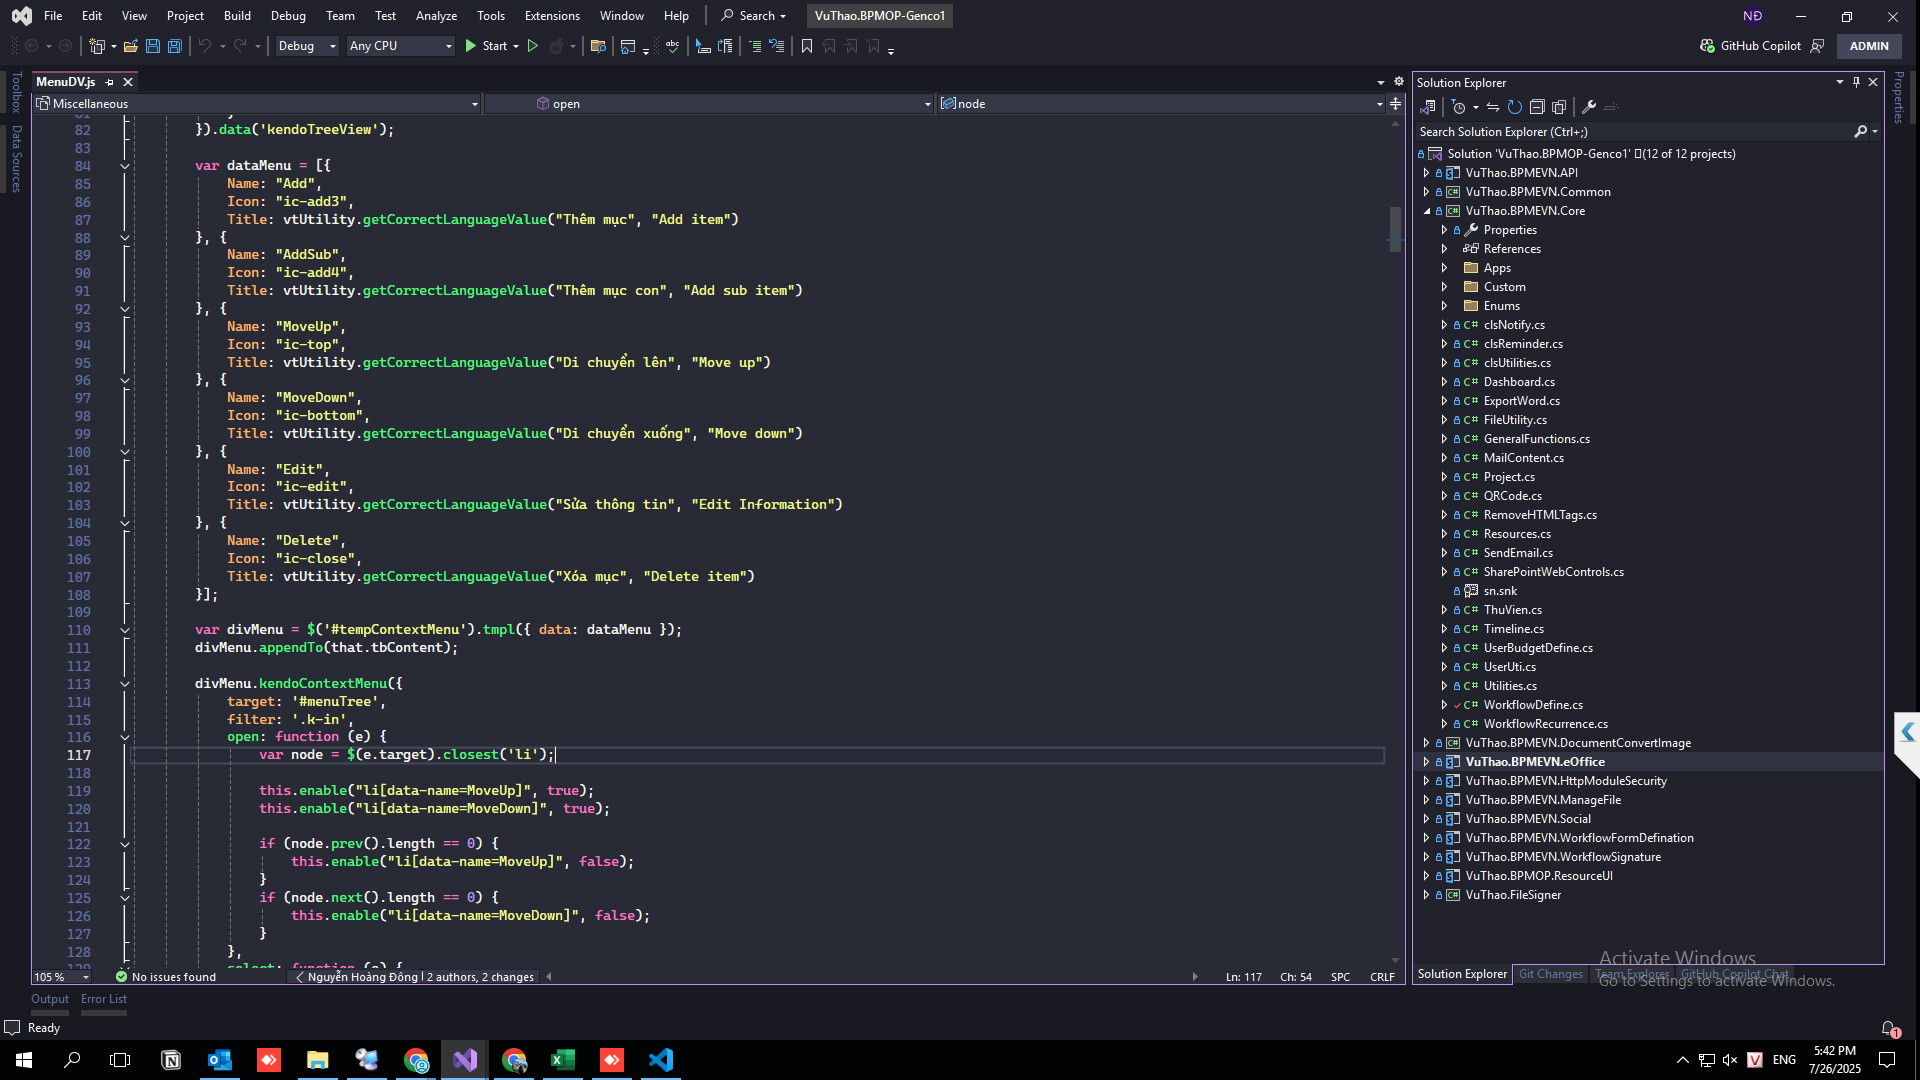 File Edit View Project Build Debug Team Test Analyze Tools Extensions Window Help Search VuThao.BPMOP-Genco1 NĐ
Debug Any CPU Start GitHub Copilot ADMIN
Toolbox
Data Sources
MenuDV.js
Miscellaneous open node
82 }).data('kendoTreeView');
83
84 var dataMenu = [{
85 Name: "Add",
86 Icon: "ic-add3",
87 Title: vtUtility.getCorrectLanguageValue("Thêm mục", "Add item")
88 }, {
89 Name: "AddSub",
90 Icon: "ic-add4",
91 Title: vtUtility.getCorrectLanguageValue("Thêm mục con", "Add sub item")
92 }, {
93 Name: "MoveUp",
94 Icon: "ic-top",
95 Title: vtUtility.getCorrectLanguageValue("Di chuyển lên", "Move up")
96 }, {
97 Name: "MoveDown",
98 Icon: "ic-bottom",
99 Title: vtUtility.getCorrectLanguageValue("Di chuyển xuống", "Move down")
100 }, {
101 Name: "Edit",
102 Icon: "ic-edit",
103 Title: vtUtility.getCorrectLanguageValue("Sửa thông tin", "Edit Information")
104 }, {
105 Name: "Delete",
106 Icon: "ic-close",
107 Title: vtUtility.getCorrectLanguageValue("Xóa mục", "Delete item")
108 }];
109
110 var divMenu = $('#tempContextMenu').tmpl({ data: dataMenu });
111 divMenu.appendTo(that.tbContent);
112
113 divMenu.kendoContextMenu({
114 target: '#menuTree',
115 filter: '.k-in',
116 open: function (e) {
117 var node = $(e.target).closest('li');
118
119 this.enable("li[data-name=MoveUp]", true);
120 this.enable("li[data-name=MoveDown]", true);
121
122 if (node.prev().length == 0) {
123 this.enable("li[data-name=MoveUp]", false);
124 }
125 if (node.next().length == 0) {
126 this.enable("li[data-name=MoveDown]", false);
127 }
128 },
105 % No issues found Nguyễn Hoàng Đông | 2 authors, 2 changes Ln: 117 Ch: 54 SPC CRLF
Output Error List
Ready
Solution Explorer
Search Solution Explorer (Ctrl+;)
Solution 'VuThao.BPMOP-Genco1' (12 of 12 projects)
VuThao.BPMEVN.API
VuThao.BPMEVN.Common
VuThao.BPMEVN.Core
Properties
References
Apps
Custom
Enums
C# clsNotify.cs
C# clsReminder.cs
C# clsUtilities.cs
C# Dashboard.cs
C# ExportWord.cs
C# FileUtility.cs
C# GeneralFunctions.cs
C# MailContent.cs
C# Project.cs
C# QRCode.cs
C# RemoveHTMLTags.cs
C# Resources.cs
C# SendEmail.cs
C# SharePointWebControls.cs
sn.snk
C# ThuVien.cs
C# Timeline.cs
C# UserBudgetDefine.cs
C# UserUti.cs
C# Utilities.cs
C# WorkflowDefine.cs
C# WorkflowRecurrence.cs
VuThao.BPMEVN.DocumentConvertImage
VuThao.BPMEVN.eOffice
VuThao.BPMEVN.HttpModuleSecurity
VuThao.BPMEVN.ManageFile
VuThao.BPMEVN.Social
VuThao.BPMEVN.WorkflowFormDefination
VuThao.BPMEVN.WorkflowSignature
VuThao.BPMOP.ResourceUI
VuThao.FileSigner
Solution Explorer Git Changes Team Explorer GitHub Copilot Chat
Activate Windows
Go to Settings to activate Windows.
Properties
1
ENG
5:42 PM
7/26/2025